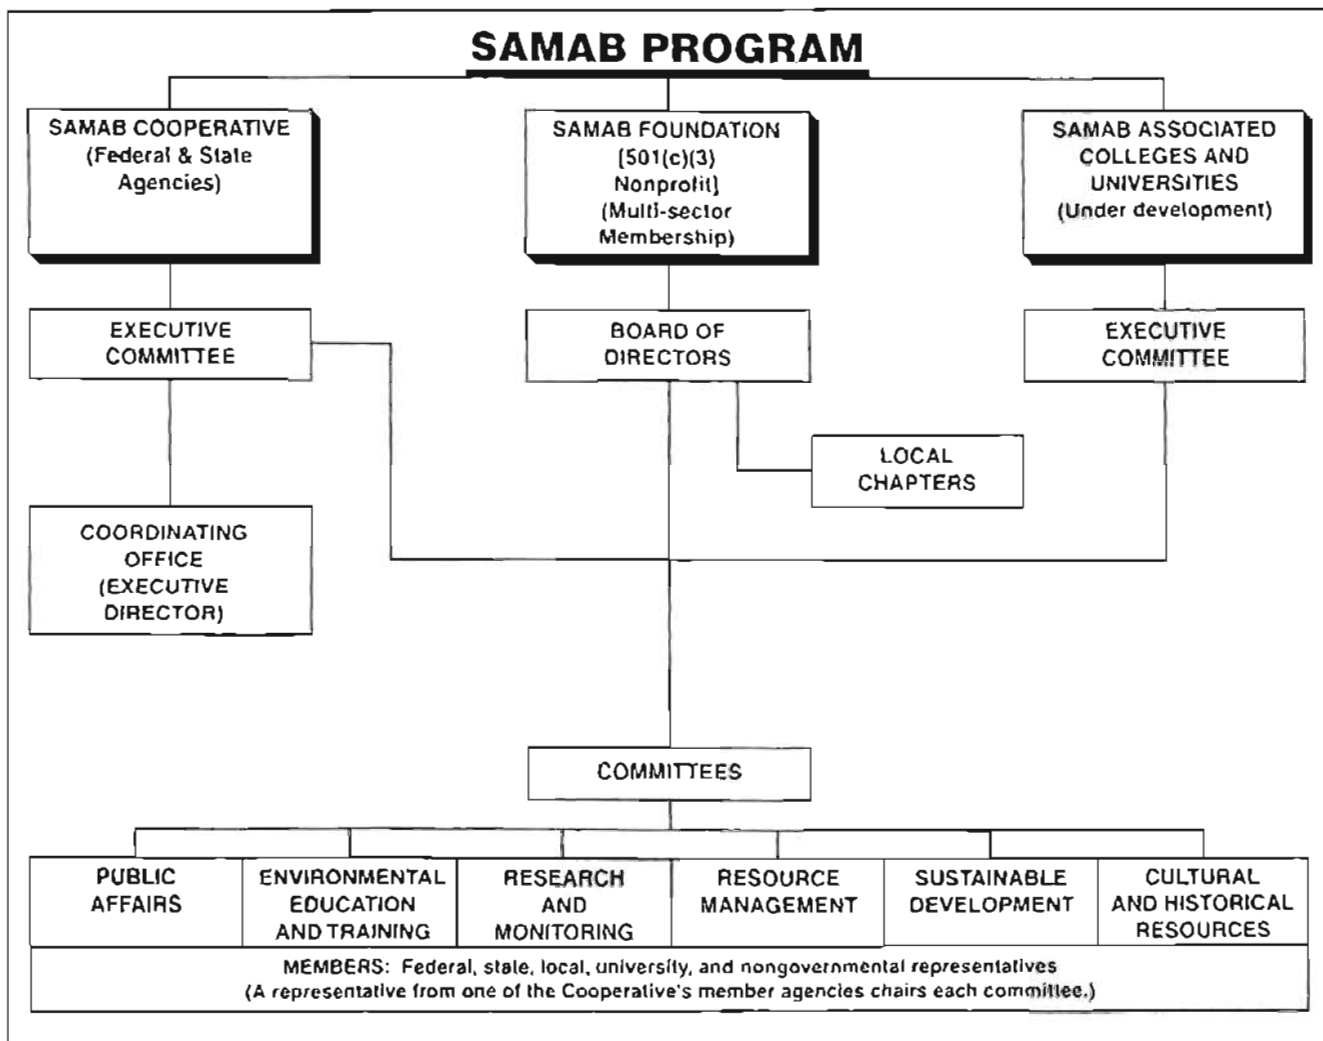 SAMAB PROGRAM
SAMAB COOPERATIVE
(Federal & State
Agencies)
SAMAB FOUNDATION
[501(c)(3)
Nonprofit]
(Multi-sector
Membership)
SAMAB ASSOCIATED
COLLEGES AND
UNIVERSITIES
(Under development)
EXECUTIVE
COMMITTEE
BOARD OF
DIRECTORS
EXECUTIVE
COMMITTEE
LOCAL
CHAPTERS
COORDINATING
OFFICE
(EXECUTIVE
DIRECTOR)
COMMITTEES
PUBLIC
AFFAIRS
ENVIRONMENTAL
EDUCATION
AND TRAINING
RESEARCH
AND
MONITORING
RESOURCE
MANAGEMENT
SUSTAINABLE
DEVELOPMENT
CULTURAL
AND HISTORICAL
RESOURCES
MEMBERS: Federal, state, local, university, and nongovernmental representatives
(A representative from one of the Cooperative's member agencies chairs each committee.)